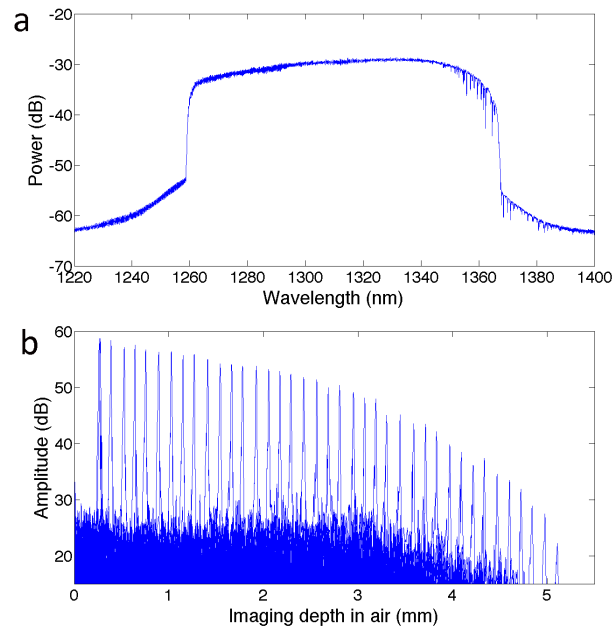 a
-20
-30
-40
-50
-60
-70
Power (dB)
1220 1240 1260 1280 1300 1320 1340 1360 1380 1400
Wavelength (nm)
b
60
50
40
30
20
Amplitude (dB)
0 1 2 3 4 5
Imaging depth in air (mm)